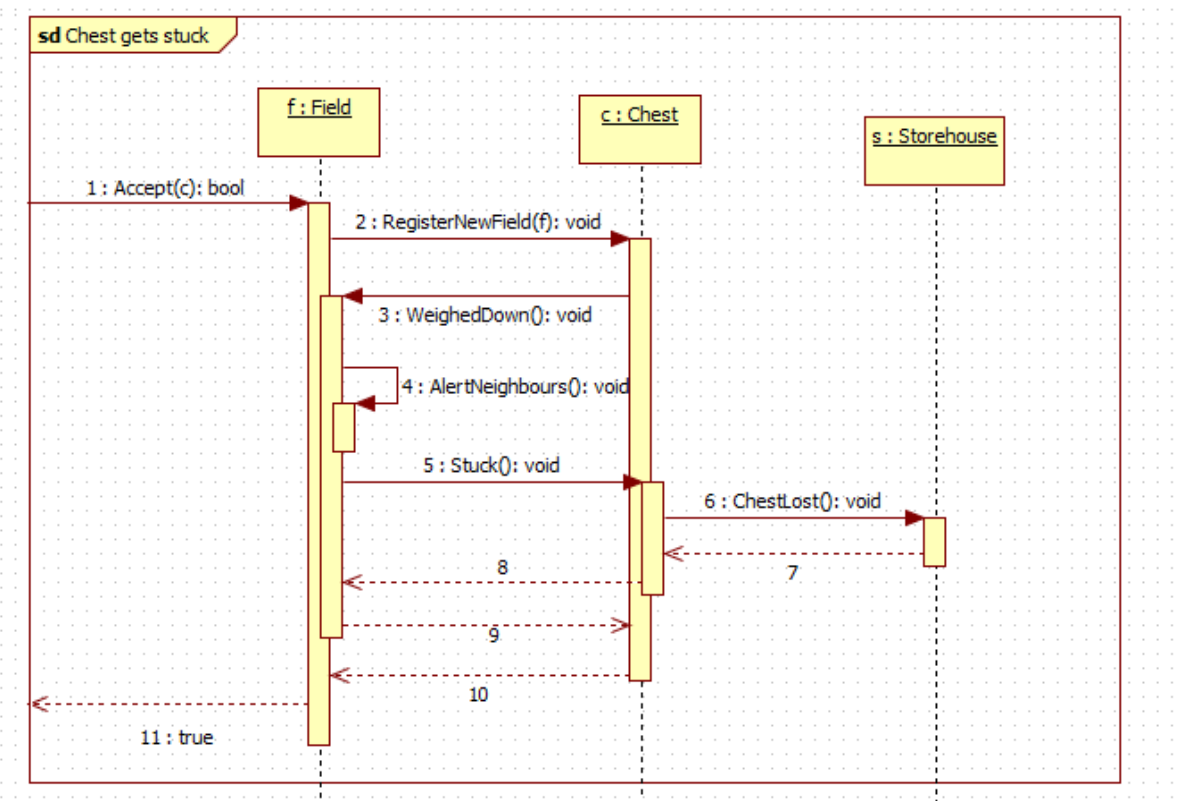 sd Chest gets stuck
f : Field
c : Chest
s : Storehouse
1 : Accept(c): bool
2 : RegisterNewField(f): void
3 : WeighedDown(): void
4 : AlertNeighbours(): void
5 : Stuck(): void
6 : ChestLost(): void
7
8
9
10
11 : true